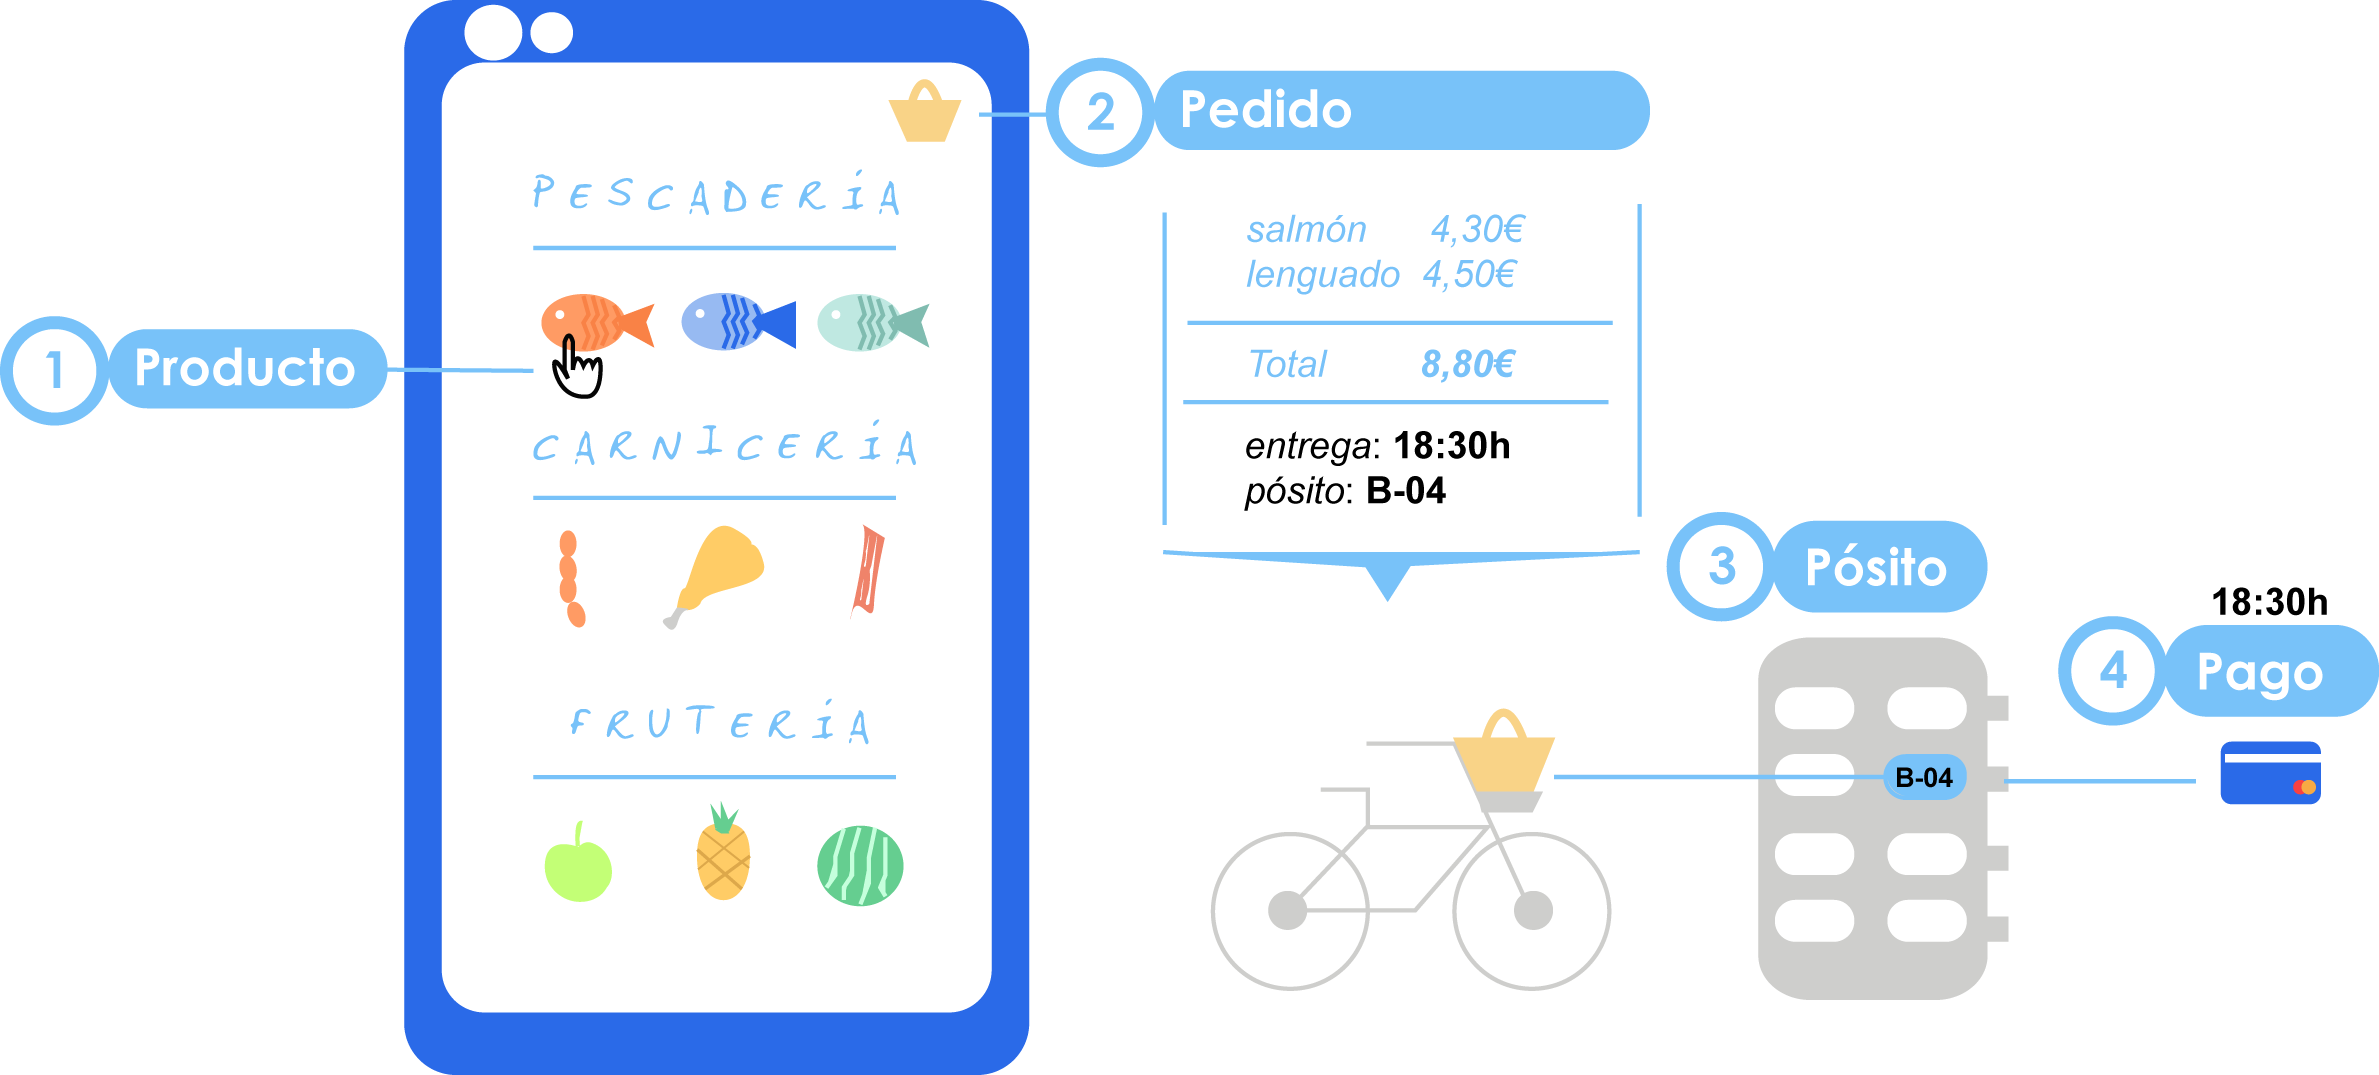 1 Producto
PESCADERÍA
CARNICERÍA
FRUTERÍA
2 Pedido
salmón 4,30€
lenguado 4,50€
Total 8,80€
entrega: 18:30h
pósito: B-04
3 Pósito
B-04
18:30h
4 Pago